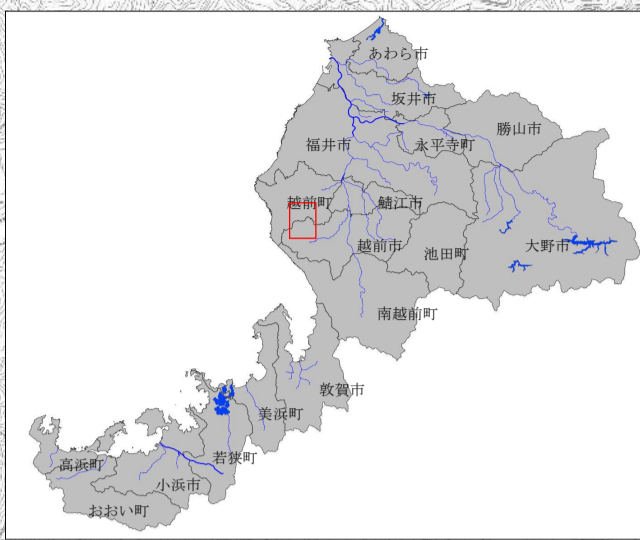 あわら市
坂井市
勝山市
福井市
永平寺町
越前町
鯖江市
越前市
池田町
大野市
南越前町
敦賀市
美浜町
若狭町
高浜町
小浜市
おおい町